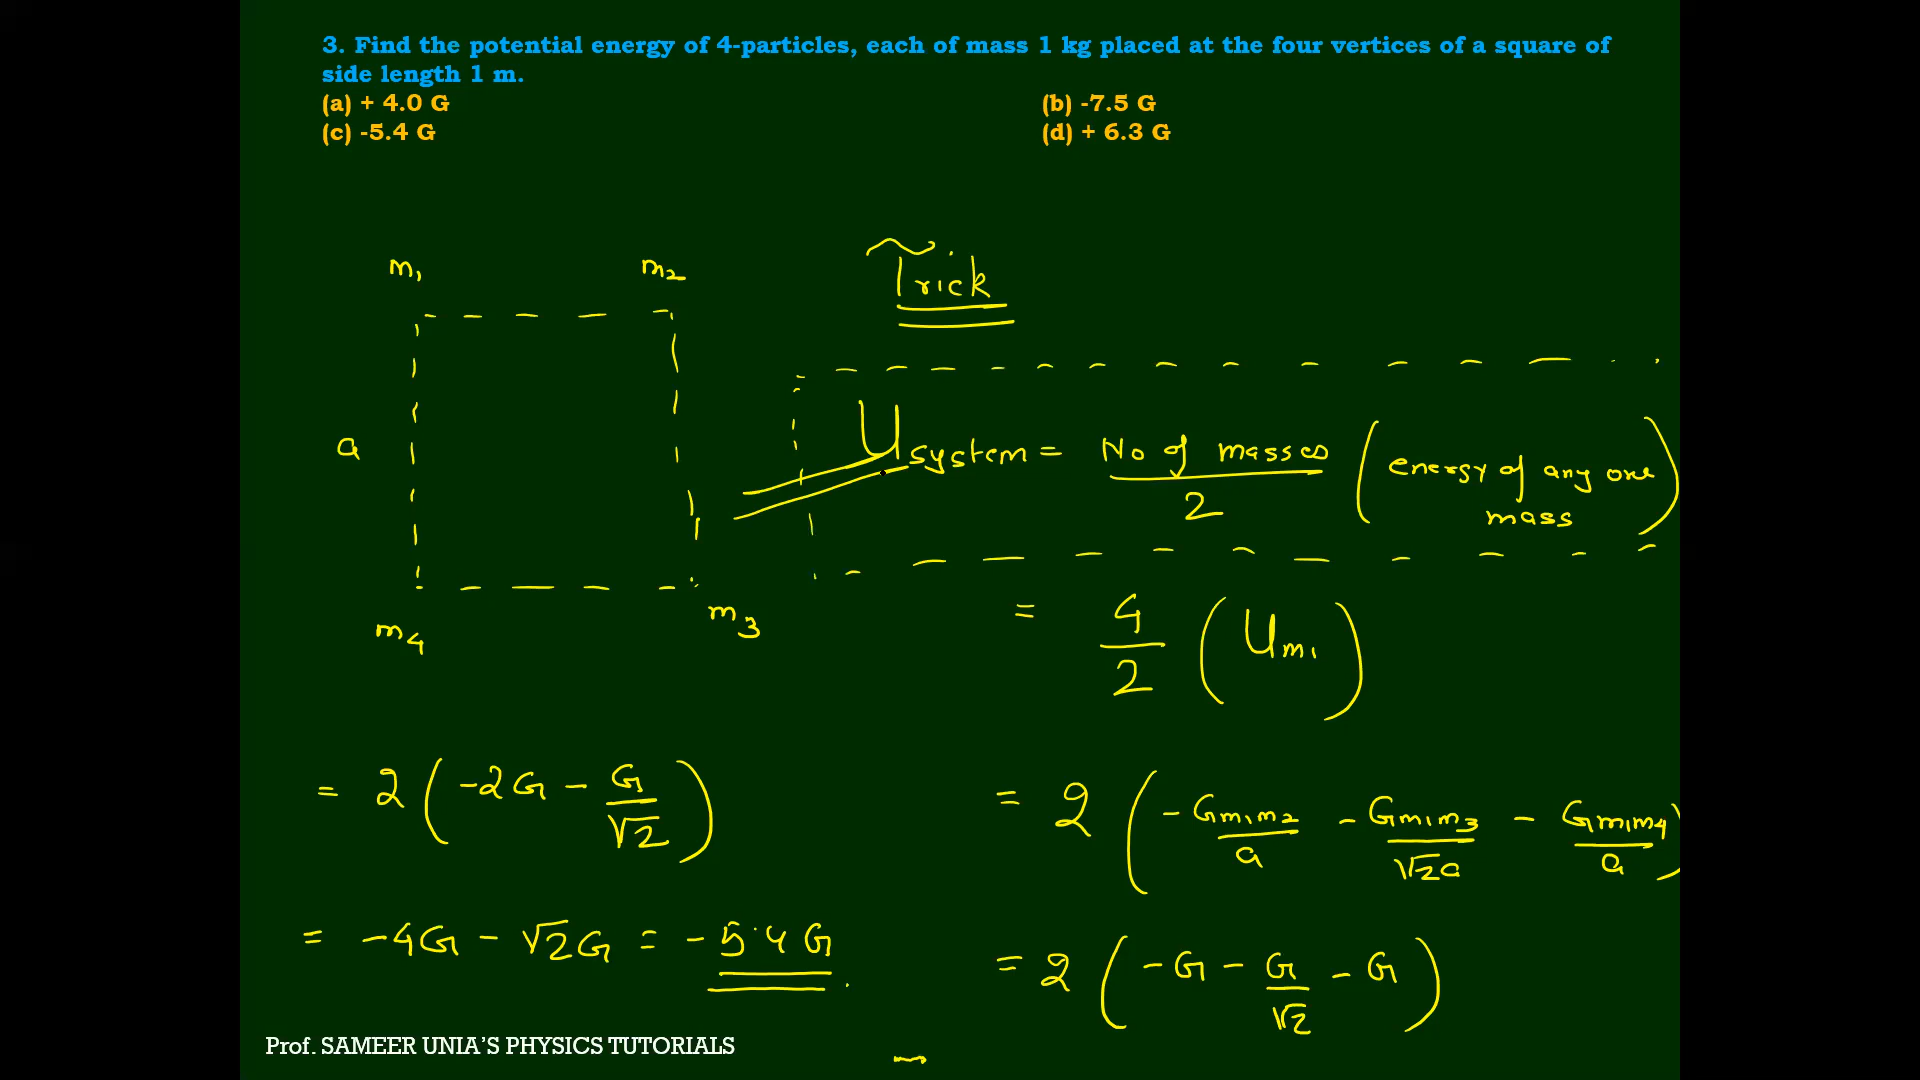 3. Find the potential energy of 4-particles, each of mass 1 kg placed at the four vertices of a square of
side length 1 m.
(a) + 4.0 G
(b) -7.5 G
(c) -5.4 G
(d) + 6.3 G
m₁
m₂
Trick
a
U system = No of masses / 2 ( energy of any one mass )
m₄
m₃
= 4/2 ( U m₁ )
= 2 ( - Gm₁m₂/a - Gm₁m₃/√2a - Gm₁m₄/a )
= 2 ( - G - G/√2 - G )
= 2 ( -2G - G/√2 )
= -4G - √2G = - 5.4 G
Prof. SAMEER UNIA'S PHYSICS TUTORIALS